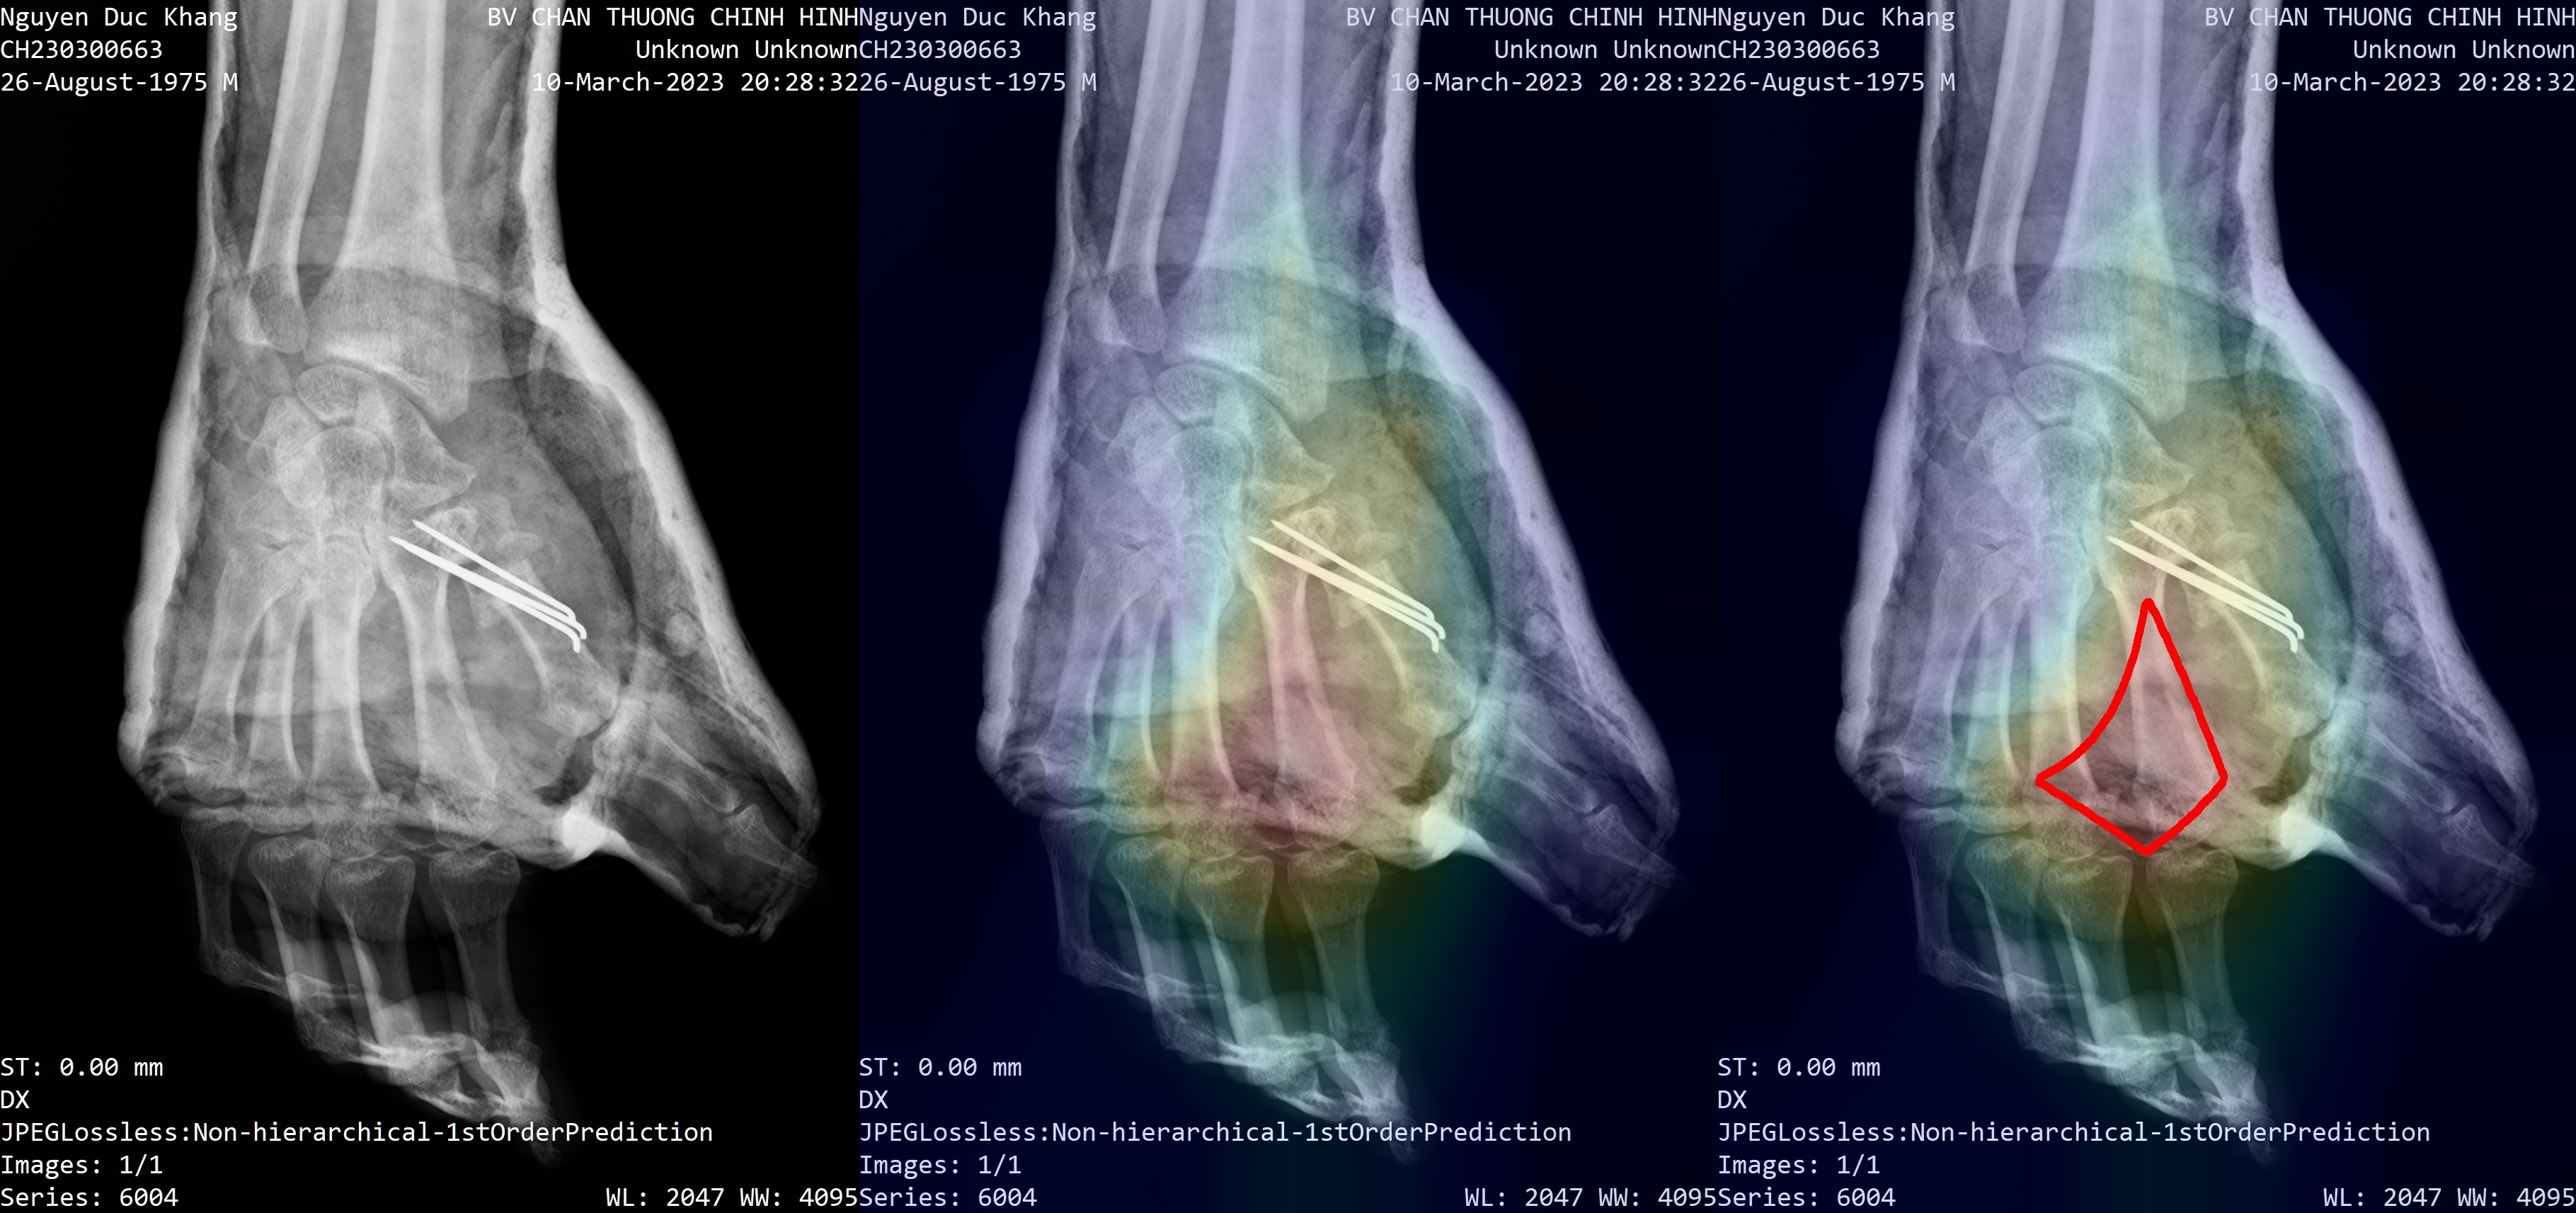 Nguyen Duc Khang
CH230300663
26-August-1975 M
BV CHAN THUONG CHINH HINH
Unknown Unknown
10-March-2023 20:28:32
ST: 0.00 mm
DX
JPEGLossless:Non-hierarchical-1stOrderPrediction
Images: 1/1
Series: 6004
WL: 2047 WW: 4095
Nguyen Duc Khang
CH230300663
26-August-1975 M
BV CHAN THUONG CHINH HINH
Unknown Unknown
10-March-2023 20:28:32
ST: 0.00 mm
DX
JPEGLossless:Non-hierarchical-1stOrderPrediction
Images: 1/1
Series: 6004
WL: 2047 WW: 4095
Nguyen Duc Khang
CH230300663
26-August-1975 M
BV CHAN THUONG CHINH HINH
Unknown Unknown
10-March-2023 20:28:32
ST: 0.00 mm
DX
JPEGLossless:Non-hierarchical-1stOrderPrediction
Images: 1/1
Series: 6004
WL: 2047 WW: 4095